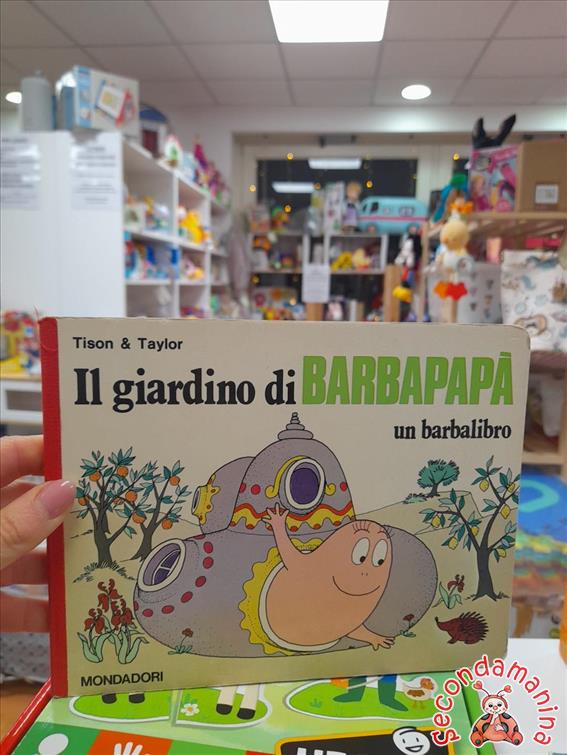 Tison & Taylor
Il giardino di BARBAPAPÀ
un barbalibro
MONDADORI
secondamanina